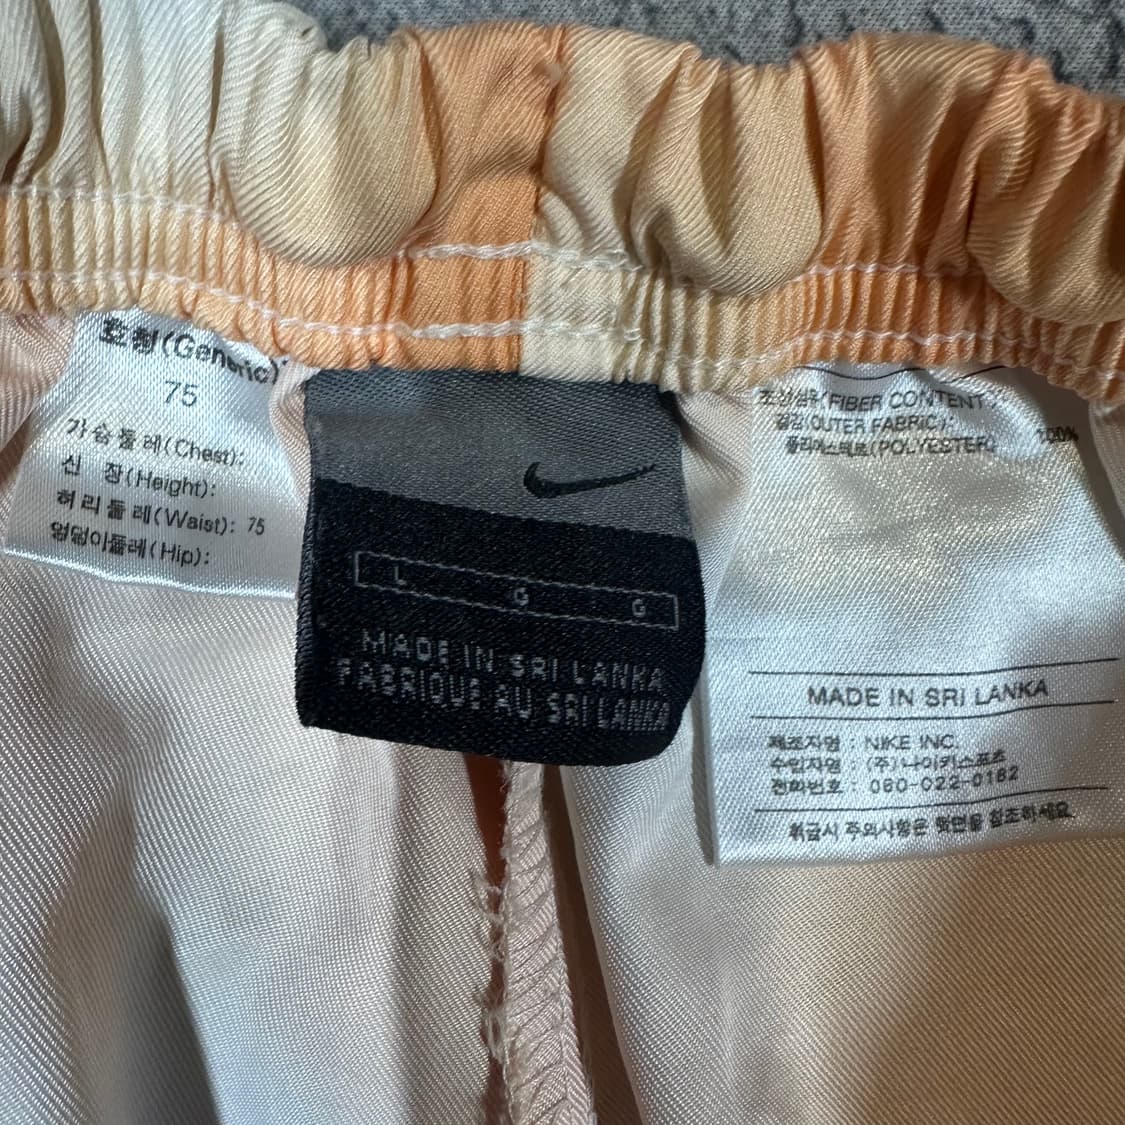 호칭(Generic)
75
가슴둘레(Chest):
신 장(Height):
허리둘레(Waist): 75
엉덩이둘레(Hip):
L G G
MADE IN SRI LANKA
FABRIQUE AU SRI LANKA
조성섬유(FIBER CONTENT)
겉감(OUTER FABRIC):
폴리에스테르(POLYESTER) 100%
MADE IN SRI LANKA
제조자명 : NIKE INC.
수입자명 : (주)나이키스포츠
전화번호 : 080-022-0182
취급시 주의사항은 뒷면을 참조하세요